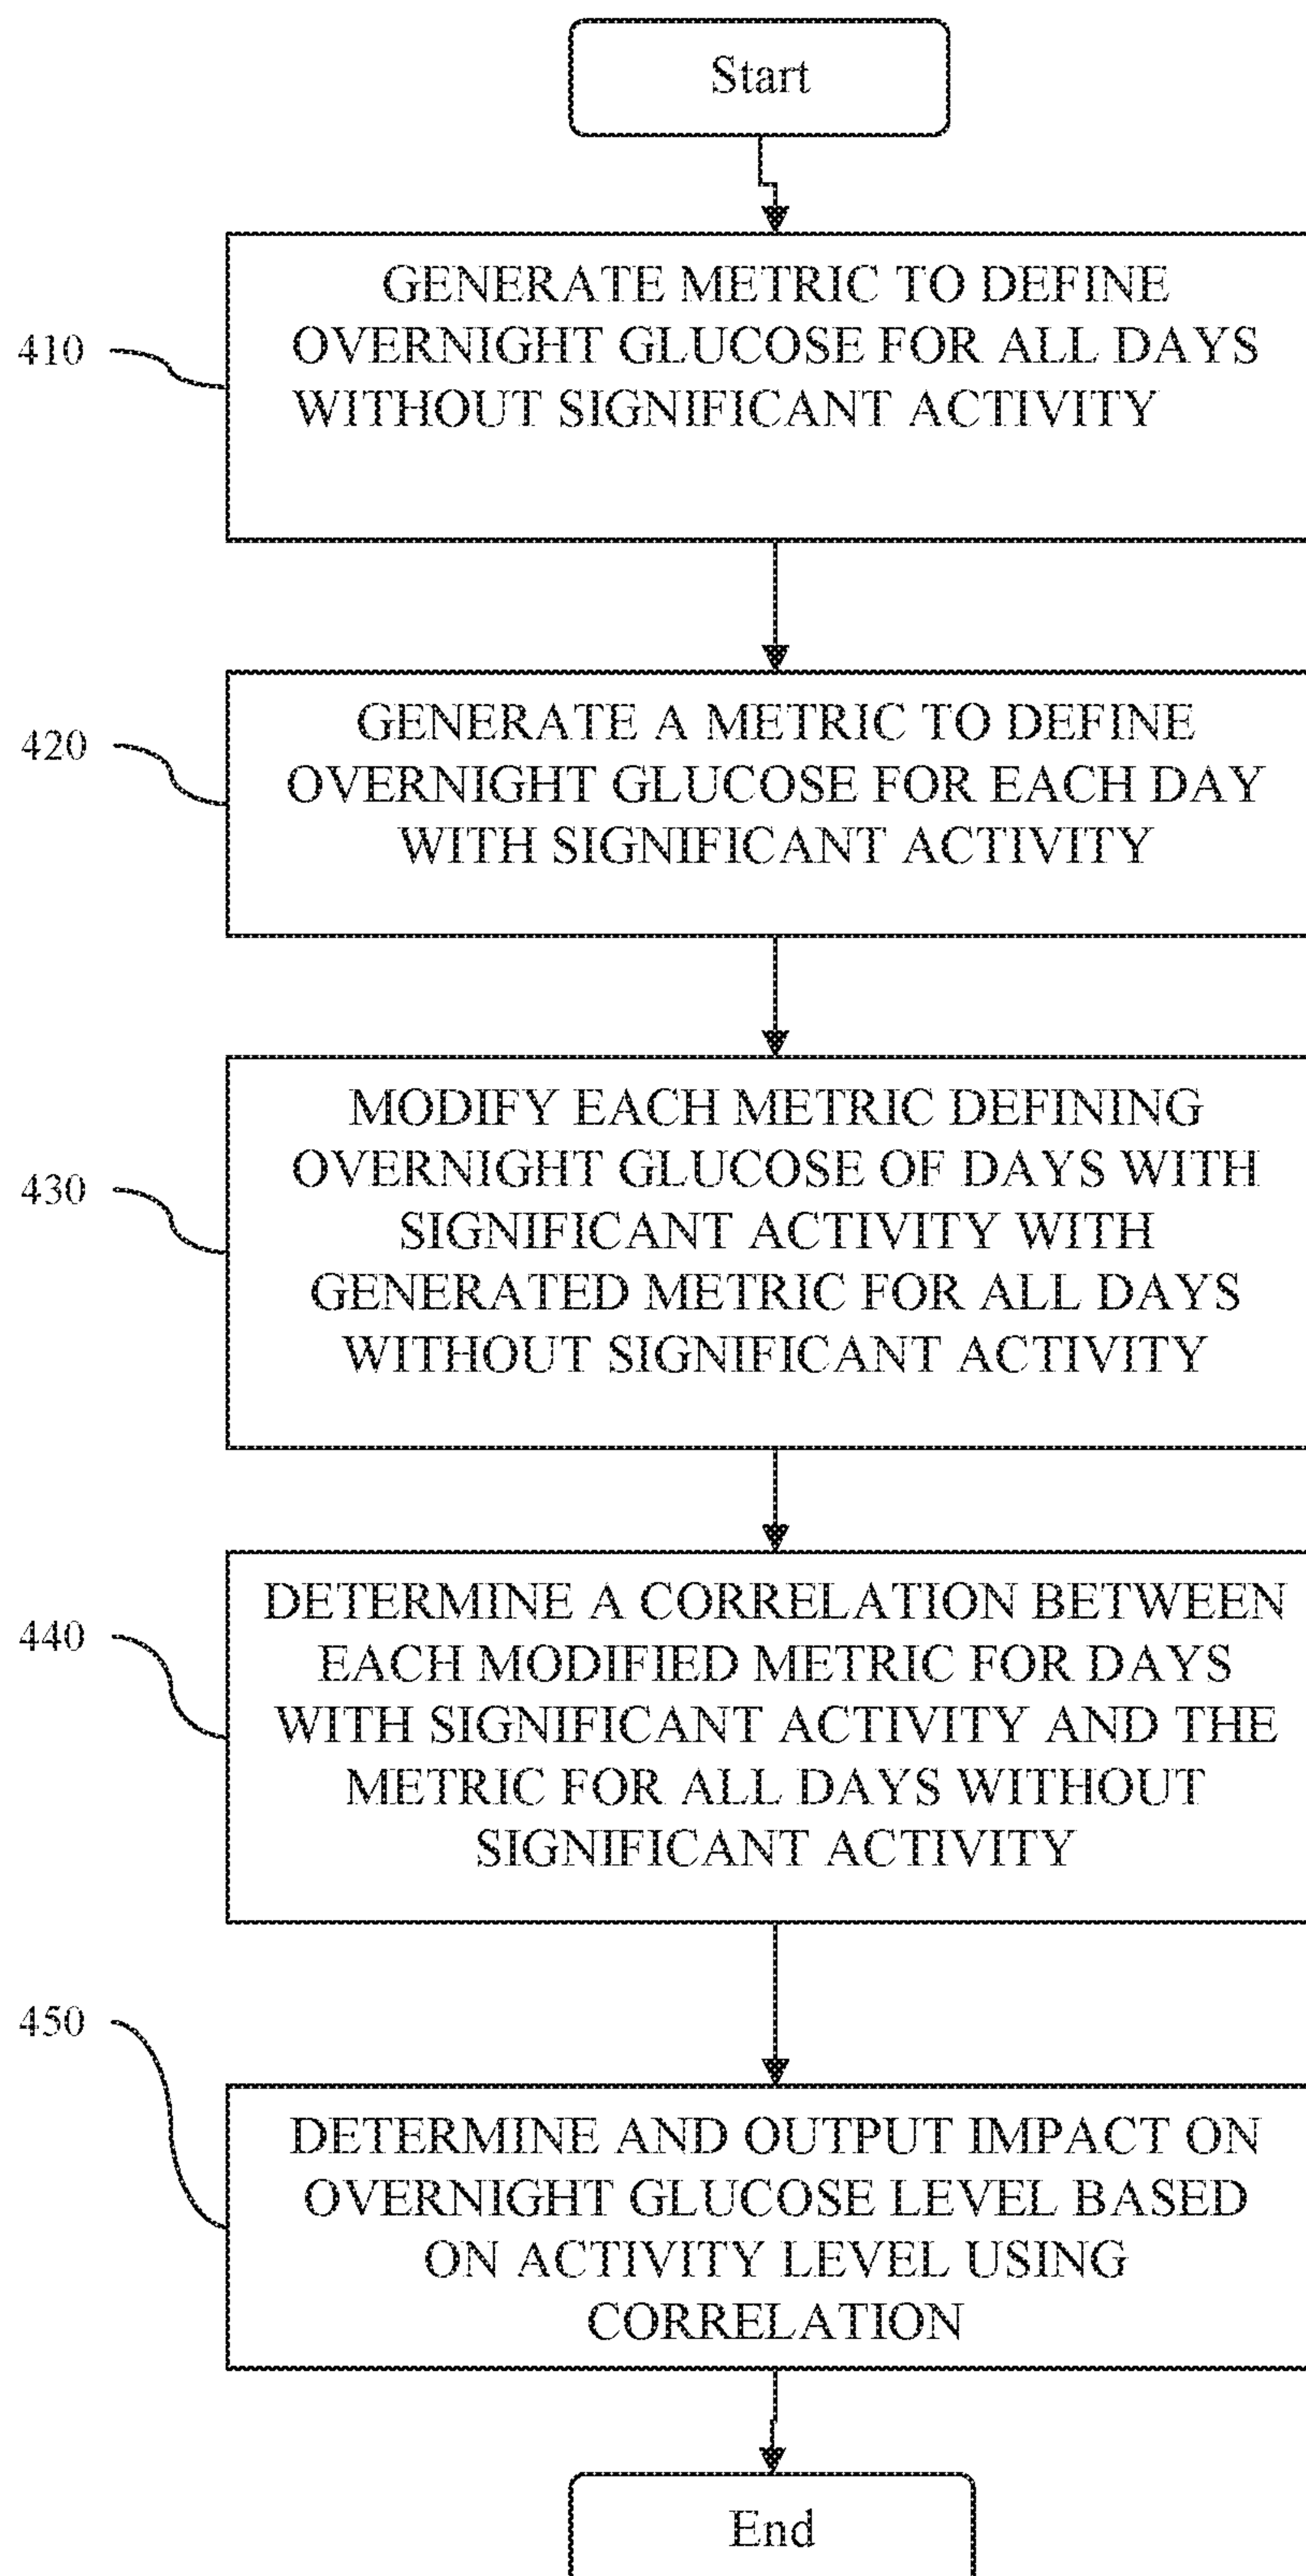 Start
410
GENERATE METRIC TO DEFINE
OVERNIGHT GLUCOSE FOR ALL DAYS
WITHOUT SIGNIFICANT ACTIVITY
420
GENERATE A METRIC TO DEFINE
OVERNIGHT GLUCOSE FOR EACH DAY
WITH SIGNIFICANT ACTIVITY
430
MODIFY EACH METRIC DEFINING
OVERNIGHT GLUCOSE OF DAYS WITH
SIGNIFICANT ACTIVITY WITH
GENERATED METRIC FOR ALL DAYS
WITHOUT SIGNIFICANT ACTIVITY
440
DETERMINE A CORRELATION BETWEEN
EACH MODIFIED METRIC FOR DAYS
WITH SIGNIFICANT ACTIVITY AND THE
METRIC FOR ALL DAYS WITHOUT
SIGNIFICANT ACTIVITY
450
DETERMINE AND OUTPUT IMPACT ON
OVERNIGHT GLUCOSE LEVEL BASED
ON ACTIVITY LEVEL USING
CORRELATION
End